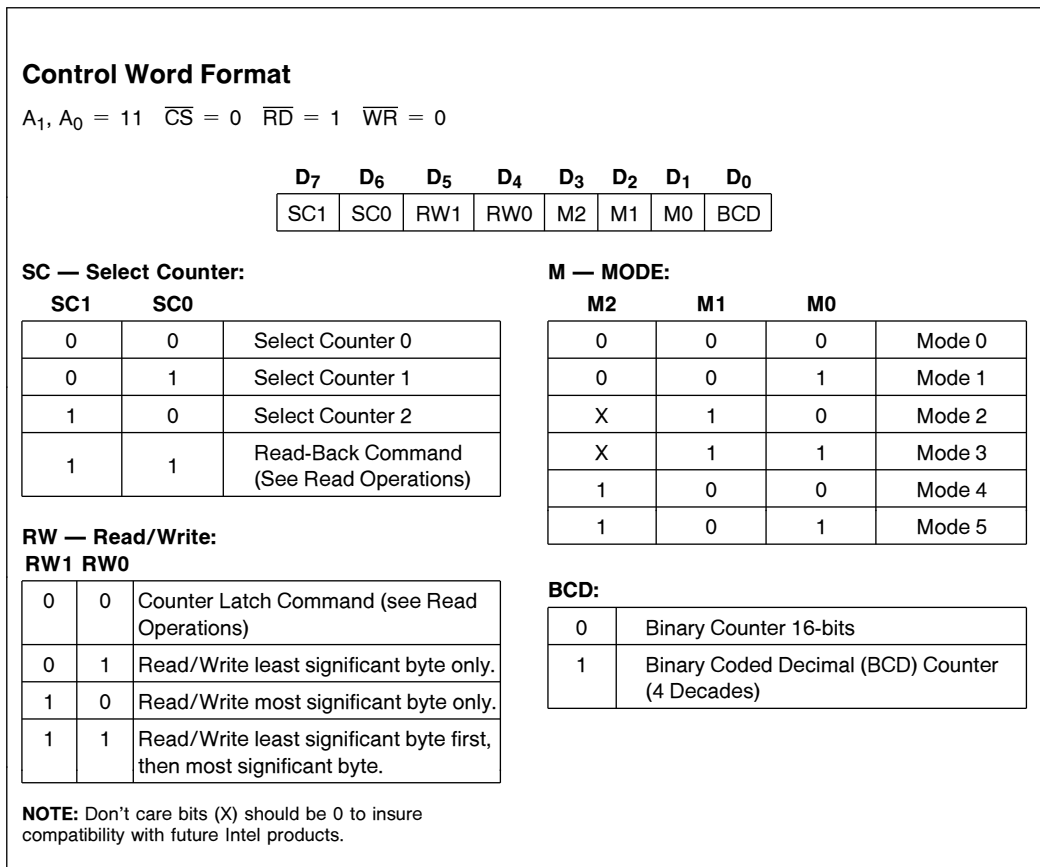 Control Word Format
A1, A0 = 11 C̅S̅ = 0 R̅D̅ = 1 W̅R̅ = 0
D7 D6 D5 D4 D3 D2 D1 D0
SC1 SC0 RW1 RW0 M2 M1 M0 BCD
SC — Select Counter:
SC1 SC0
0 0 Select Counter 0
0 1 Select Counter 1
1 0 Select Counter 2
1 1 Read-Back Command
(See Read Operations)
RW — Read/Write:
RW1 RW0
0 0 Counter Latch Command (see Read
Operations)
0 1 Read/Write least significant byte only.
1 0 Read/Write most significant byte only.
1 1 Read/Write least significant byte first,
then most significant byte.
NOTE: Don't care bits (X) should be 0 to insure
compatibility with future Intel products.
M — MODE:
M2 M1 M0
0 0 0 Mode 0
0 0 1 Mode 1
X 1 0 Mode 2
X 1 1 Mode 3
1 0 0 Mode 4
1 0 1 Mode 5
BCD:
0 Binary Counter 16-bits
1 Binary Coded Decimal (BCD) Counter
(4 Decades)